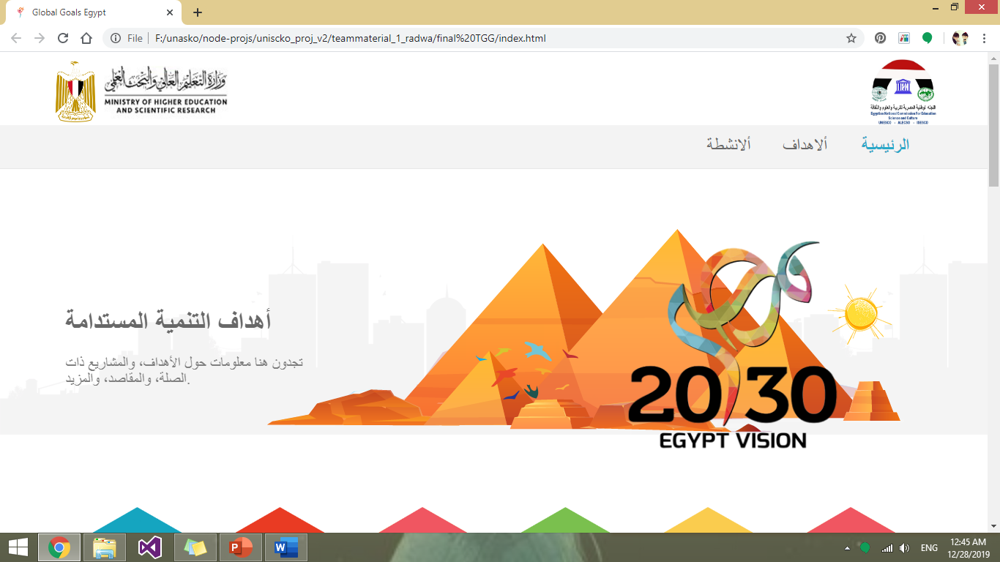 Global Goals Egypt
File
F:/unasko/node-projs/uniscko_proj_v2/teammaterial_1_radwa/final%20TGG/index.html
وزارة التعليم العالي والبحث العلمي
MINISTRY OF HIGHER EDUCATION
AND SCIENTIFIC RESEARCH
اللجنة الوطنية المصرية للتربية والعلوم والثقافة
Egyptian National Commission For Education
Science and Culture
UNESCO - ALECSO - ISESCO
الرئيسية
ألاهداف
ألانشطة
أهداف التنمية المستدامة
تجدون هنا معلومات حول الأهداف، والمشاريع ذات
الصلة، والمقاصد، والمزيد.
2030
EGYPT VISION
ENG
12:45 AM
12/28/2019